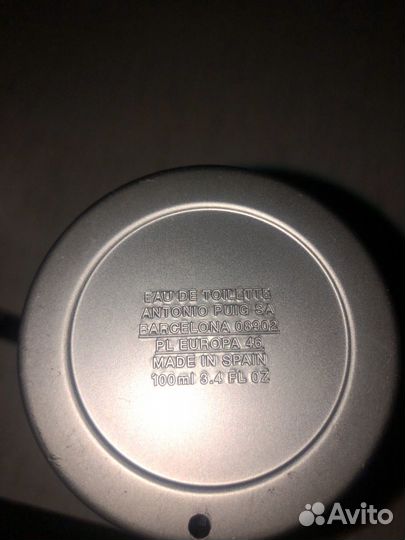 EAU DE TOILETTE
ANTONIO PUIG SA
BARCELONA 08902
PL EUROPA 46
MADE IN SPAIN
100ml 3.4 FL OZ
Avito